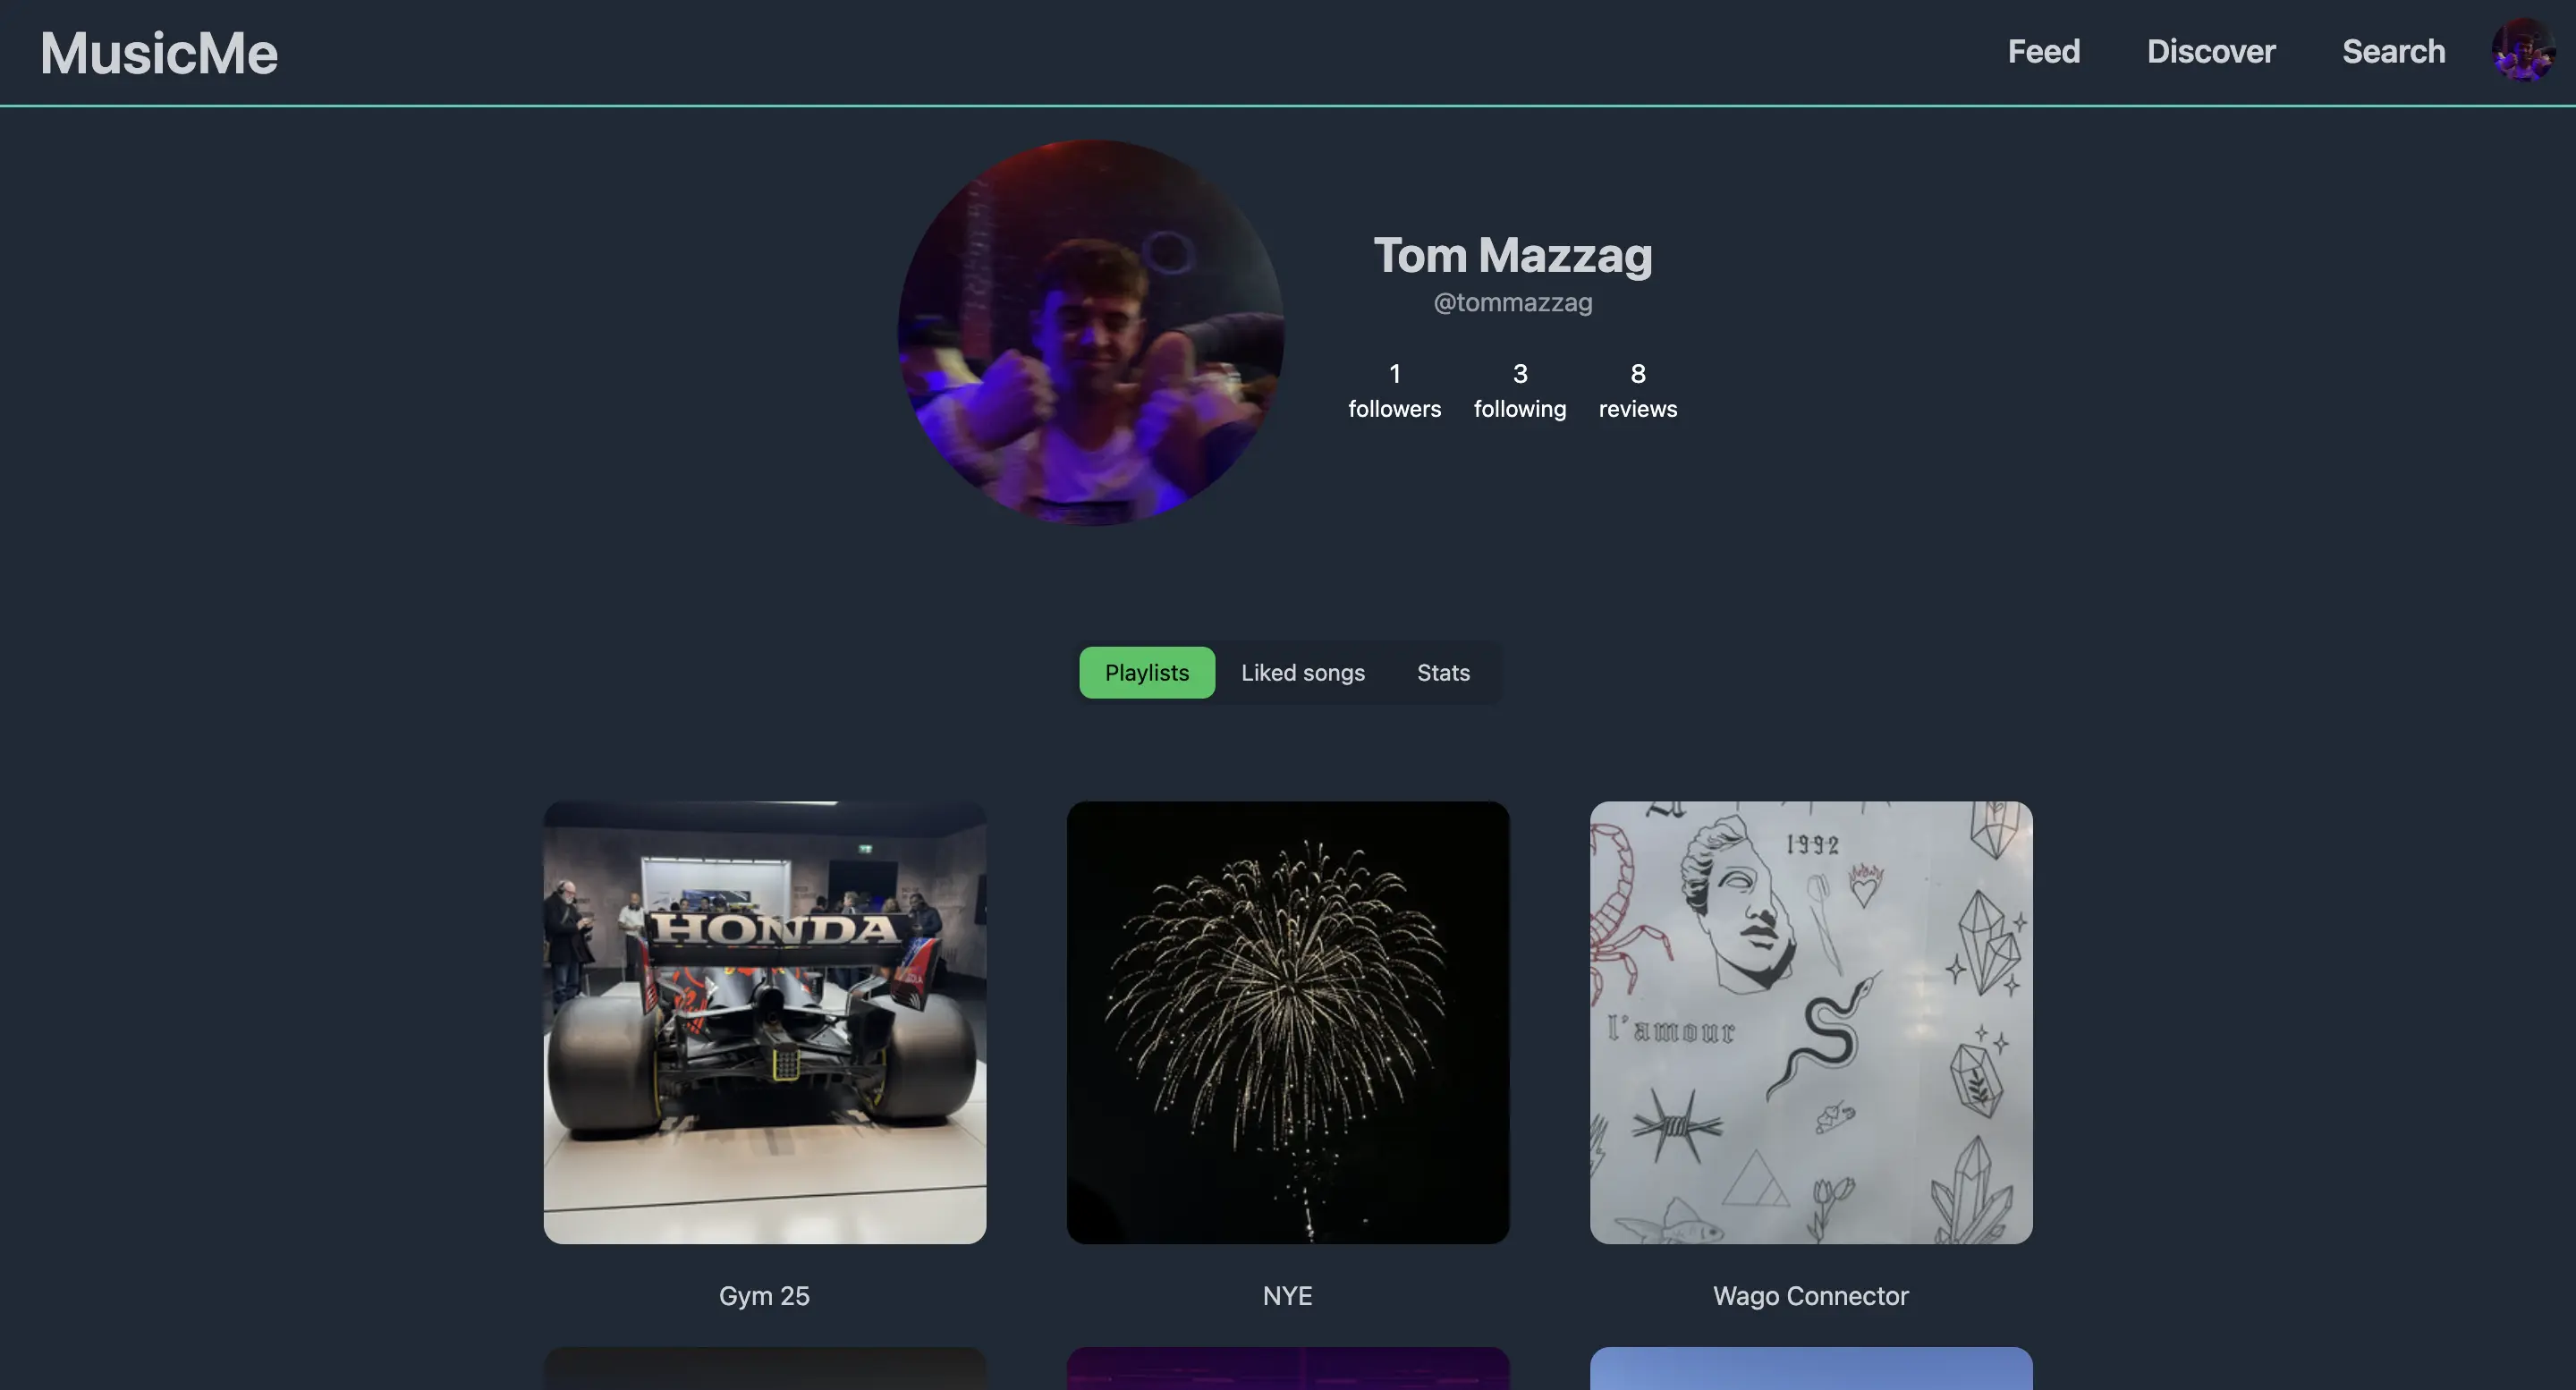 MusicMe
Feed
Discover
Search
Tom Mazzag
@tommazzag
1
followers
3
following
8
reviews
Playlists
Liked songs
Stats
HONDA
1992
l'amour
Gym 25
NYE
Wago Connector